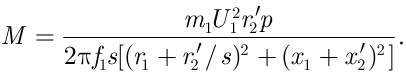 M = \frac{m_1 U_1^2 r_2' p}{2\pi f_1 s[(r_1 + r_2' / s)^2 + (x_1 + x_2')^2]}.